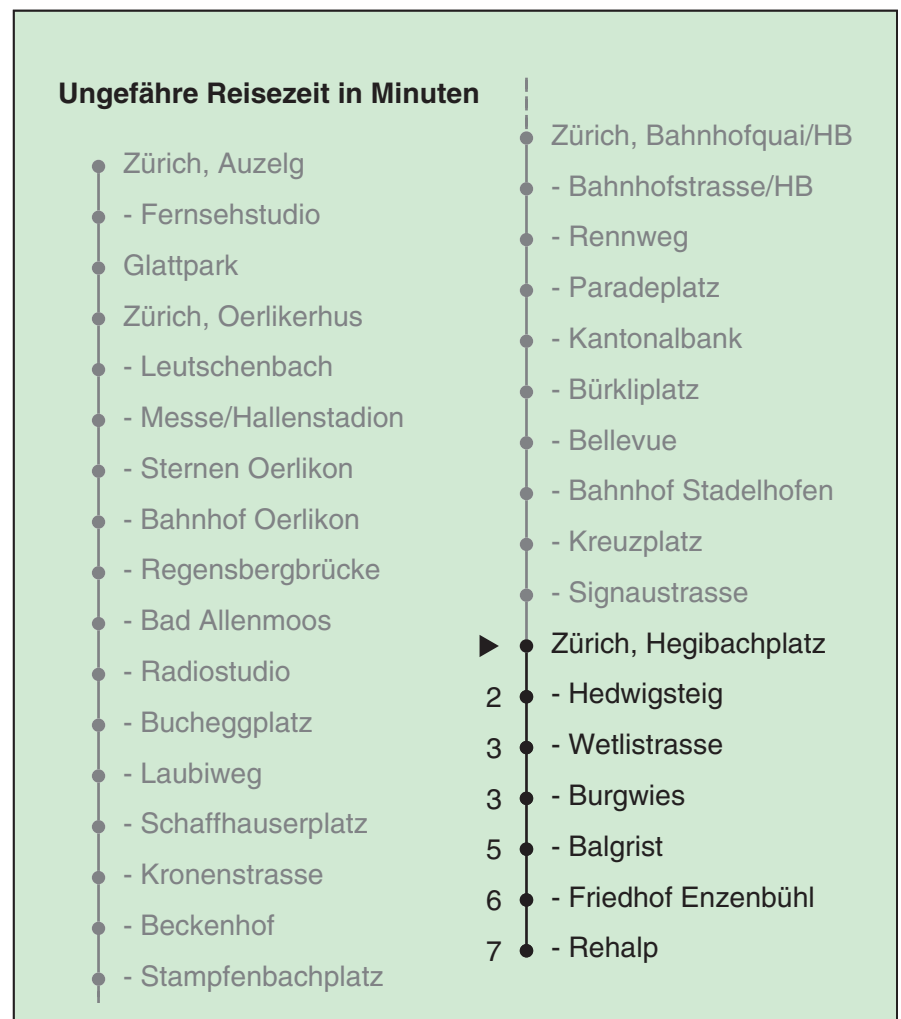 Ungefähre Reisezeit in Minuten
Zürich, Auzelg
- Fernsehstudio
Glattpark
Zürich, Oerlikerhus
- Leutschenbach
- Messe/Hallenstadion
- Sternen Oerlikon
- Bahnhof Oerlikon
- Regensbergbrücke
- Bad Allenmoos
- Radiostudio
- Bucheggplatz
- Laubiweg
- Schaffhauserplatz
- Kronenstrasse
- Beckenhof
- Stampfenbachplatz
Zürich, Bahnhofquai/HB
- Bahnhofstrasse/HB
- Rennweg
- Paradeplatz
- Kantonalbank
- Bürkliplatz
- Bellevue
- Bahnhof Stadelhofen
- Kreuzplatz
- Signaustrasse
Zürich, Hegibachplatz
2 - Hedwigsteig
3 - Wetlistrasse
3 - Burgwies
5 - Balgrist
6 - Friedhof Enzenbühl
7 - Rehalp